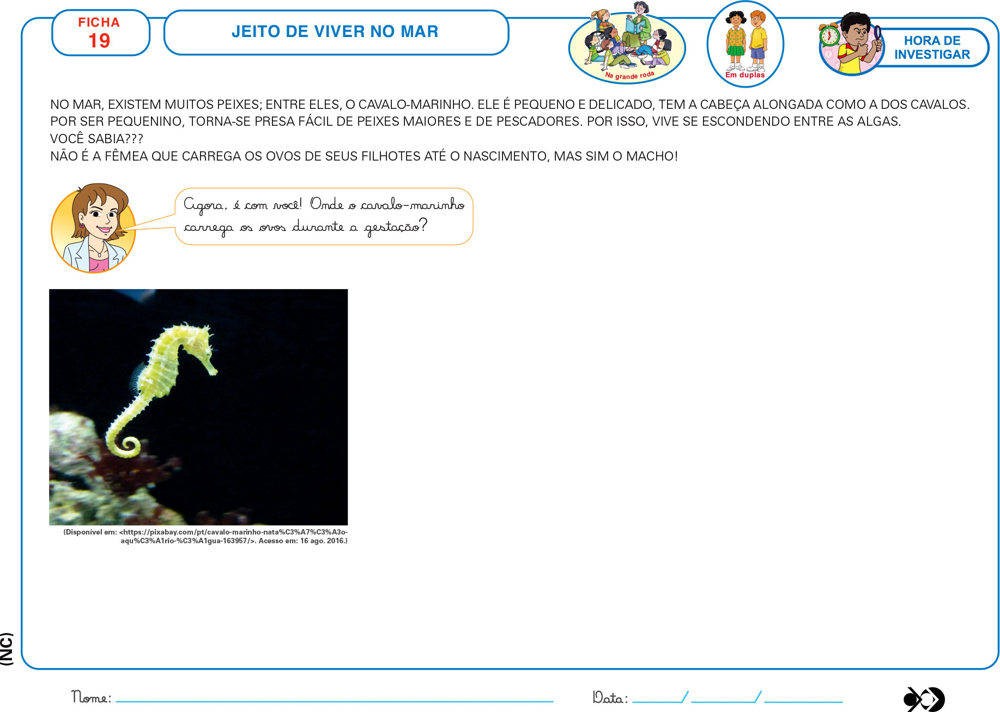 FICHA
19
JEITO DE VIVER NO MAR
Na grande roda
Em duplas
HORA DE
INVESTIGAR
NO MAR, EXISTEM MUITOS PEIXES; ENTRE ELES, O CAVALO-MARINHO. ELE É PEQUENO E DELICADO, TEM A CABEÇA ALONGADA COMO A DOS CAVALOS.
POR SER PEQUENINO, TORNA-SE PRESA FÁCIL DE PEIXES MAIORES E DE PESCADORES. POR ISSO, VIVE SE ESCONDENDO ENTRE AS ALGAS.
VOCÊ SABIA???
NÃO É A FÊMEA QUE CARREGA OS OVOS DE SEUS FILHOTES ATÉ O NASCIMENTO, MAS SIM O MACHO!
Agora, é com você! Onde o cavalo-marinho
carrega os ovos durante a gestação?
(Disponível em: <https://pixabay.com/pt/cavalo-marinho-nata%C3%A7%C3%A3o-
aqu%C3%A1rio-%C3%A1gua-163957/>. Acesso em: 16 ago. 2016.)
(NC)
Nome:
Data: / /